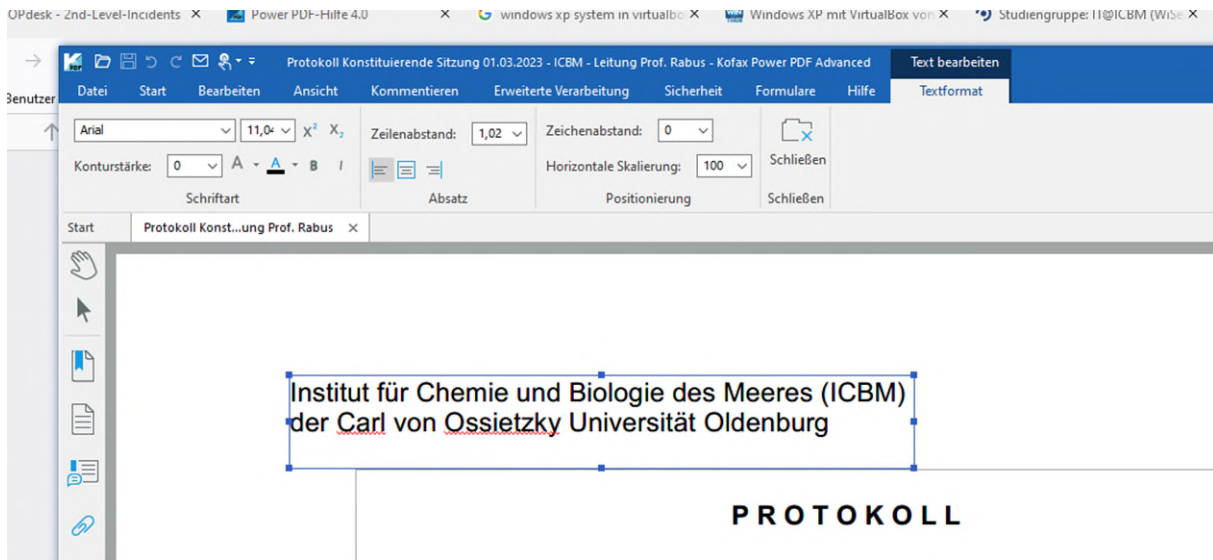 OPdesk - 2nd-Level-Incidents Power PDF-Hilfe 4.0 windows xp system in virtualbo Windows XP mit VirtualBox von Studiengruppe: IT@ICBM (WiSe
Protokoll Konstituierende Sitzung 01.03.2023 - ICBM - Leitung Prof. Rabus - Kofax Power PDF Advanced Text bearbeiten
Benutzer
Datei Start Bearbeiten Ansicht Kommentieren Erweiterte Verarbeitung Sicherheit Formulare Hilfe Textformat
Arial 11,04 X² X₂ Zeilenabstand: 1,02 Zeichenabstand: 0
Konturstärke: 0 A A B I Horizontale Skalierung: 100 Schließen
Schriftart Absatz Positionierung Schließen
Start Protokoll Konst...ung Prof. Rabus
Institut für Chemie und Biologie des Meeres (ICBM)
der Carl von Ossietzky Universität Oldenburg
PROTOKOLL